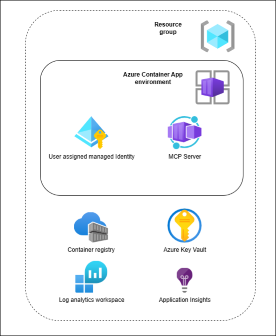 Resource
group
Azure Container App
environment
User assigned managed Identity
MCP Server
Container registry
Azure Key Vault
Log analytics workspace
Application Insights